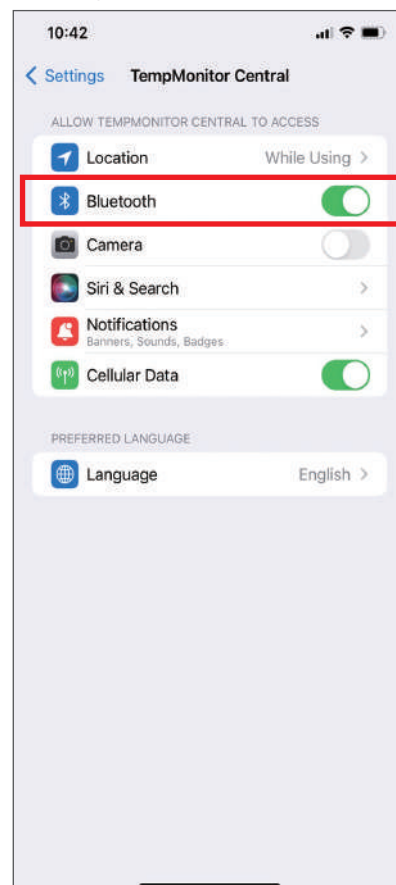 10:42
Settings TempMonitor Central
ALLOW TEMPMONITOR CENTRAL TO ACCESS
Location While Using
Bluetooth
Camera
Siri & Search
Notifications
Banners, Sounds, Badges
Cellular Data
PREFERRED LANGUAGE
Language English